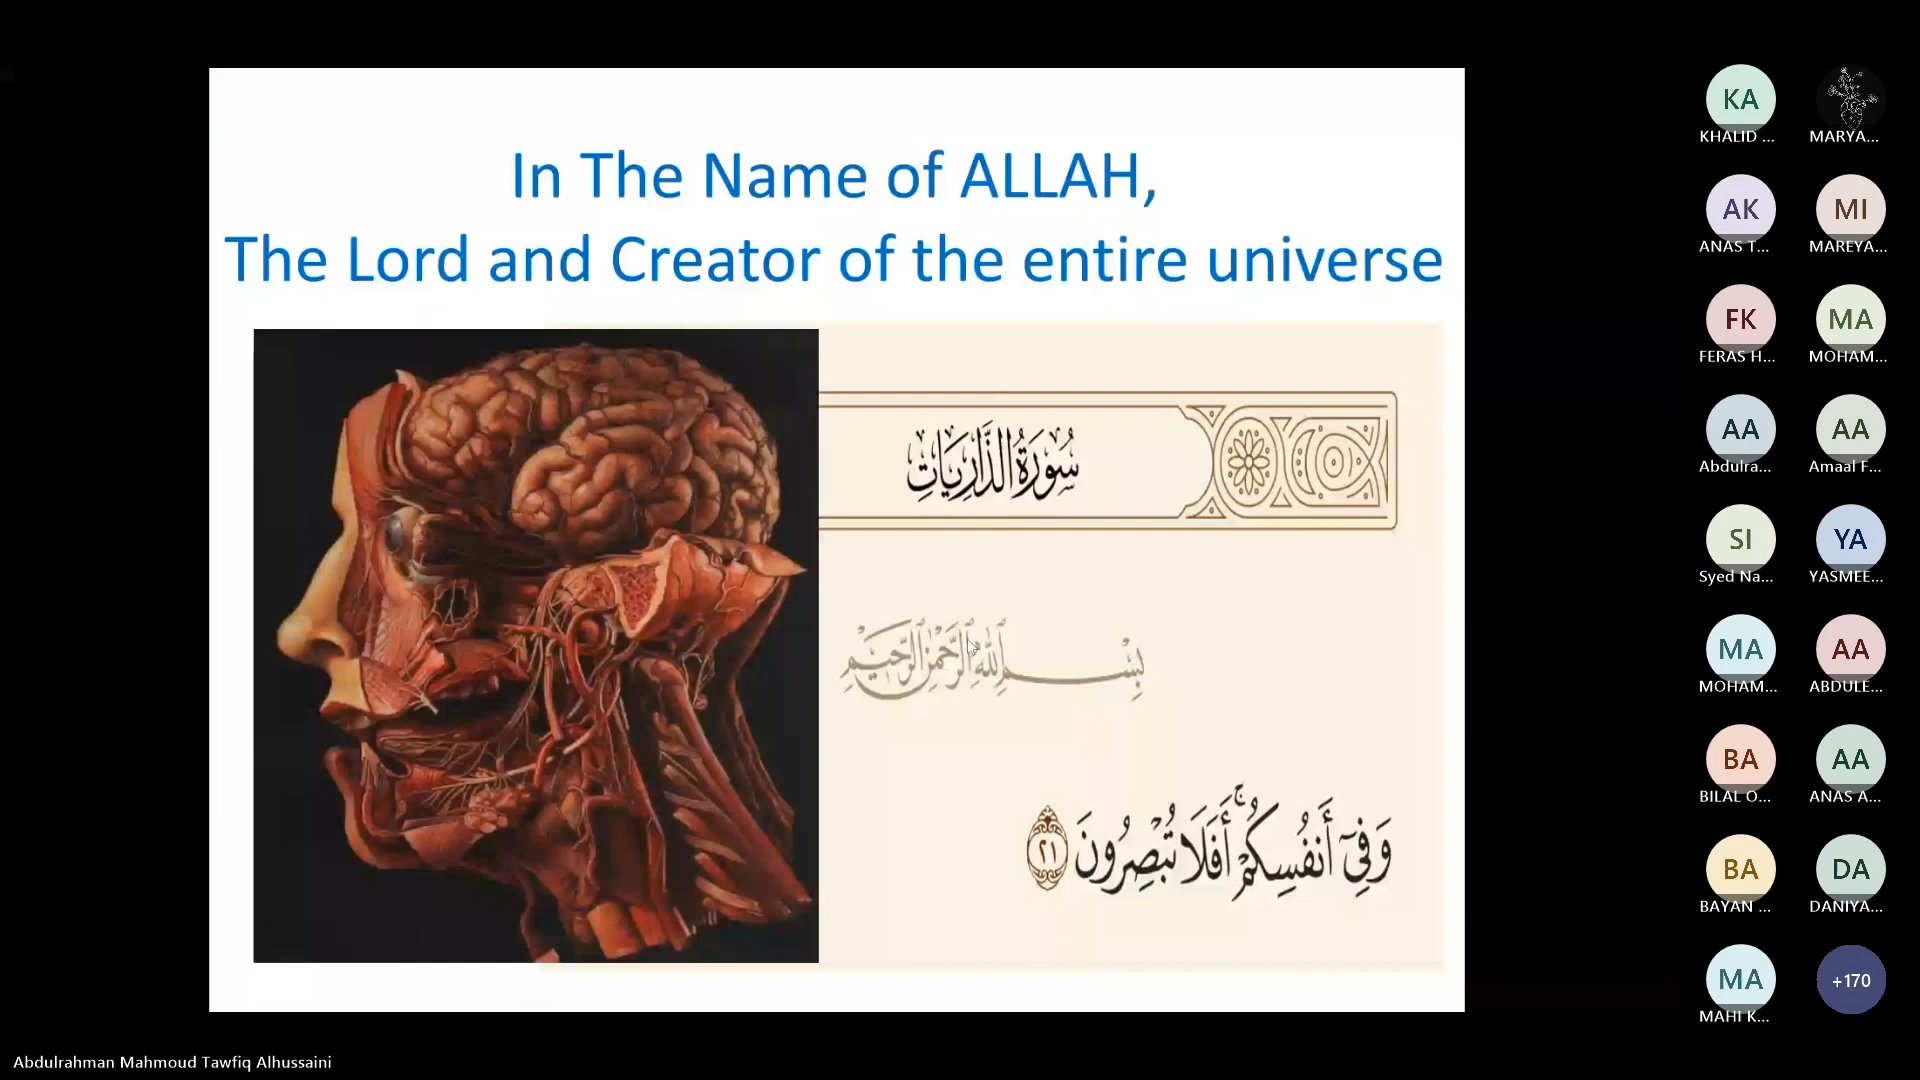 In The Name of ALLAH,
The Lord and Creator of the entire universe
سُورَةُ الذَّارِيَاتِ
بِسْمِ اللَّهِ الرَّحْمَٰنِ الرَّحِيمِ
وَفِىٓ أَنفُسِكُمْ ۚ أَفَلَا تُبْصِرُونَ ٢١
KA
KHALID ...
MARYA...
AK
ANAS T...
MI
MAREYA...
FK
FERAS H...
MA
MOHAM...
AA
Abdulra...
AA
Amaal F...
SI
Syed Na...
YA
YASMEE...
MA
MOHAM...
AA
ABDULE...
BA
BILAL O...
AA
ANAS A...
BA
BAYAN ...
DA
DANIYA...
MA
MAHI K...
+170
Abdulrahman Mahmoud Tawfiq Alhussaini